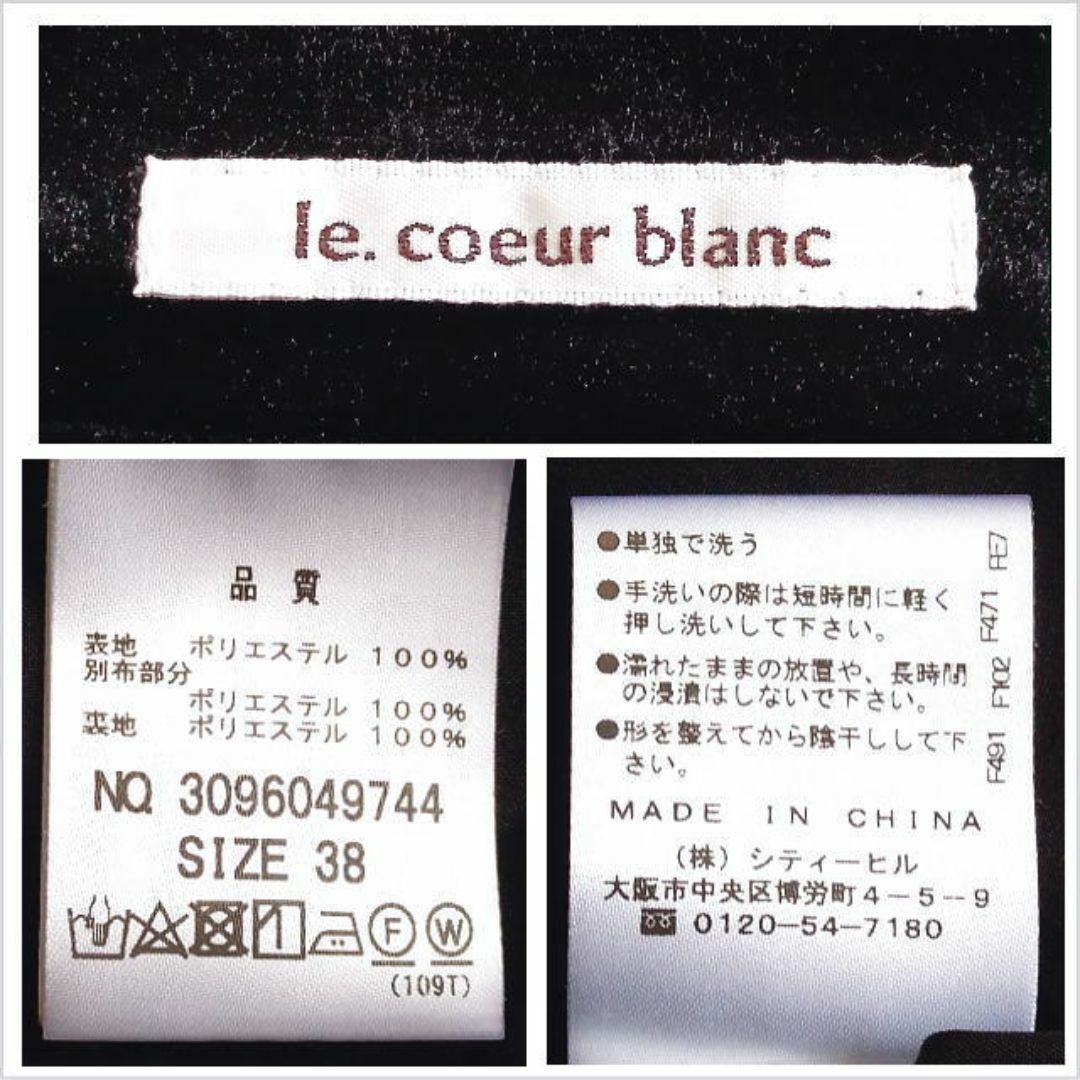 le. coeur blanc
品 質
表地 ポリエステル 100%
別布部分
ポリエステル 100%
裏地 ポリエステル 100%
NO. 3096049744
SIZE 38
F W
(109T)
●単独で洗う
●手洗いの際は短時間に軽く
押し洗いして下さい。
●濡れたままの放置や、長時間
の浸漬はしないで下さい。
●形を整えてから陰干しして下
さい。
MADE IN CHINA
(株) シティーヒル
大阪市中央区博労町4-5-9
0120-54-7180
FE7
F471
F102
F491